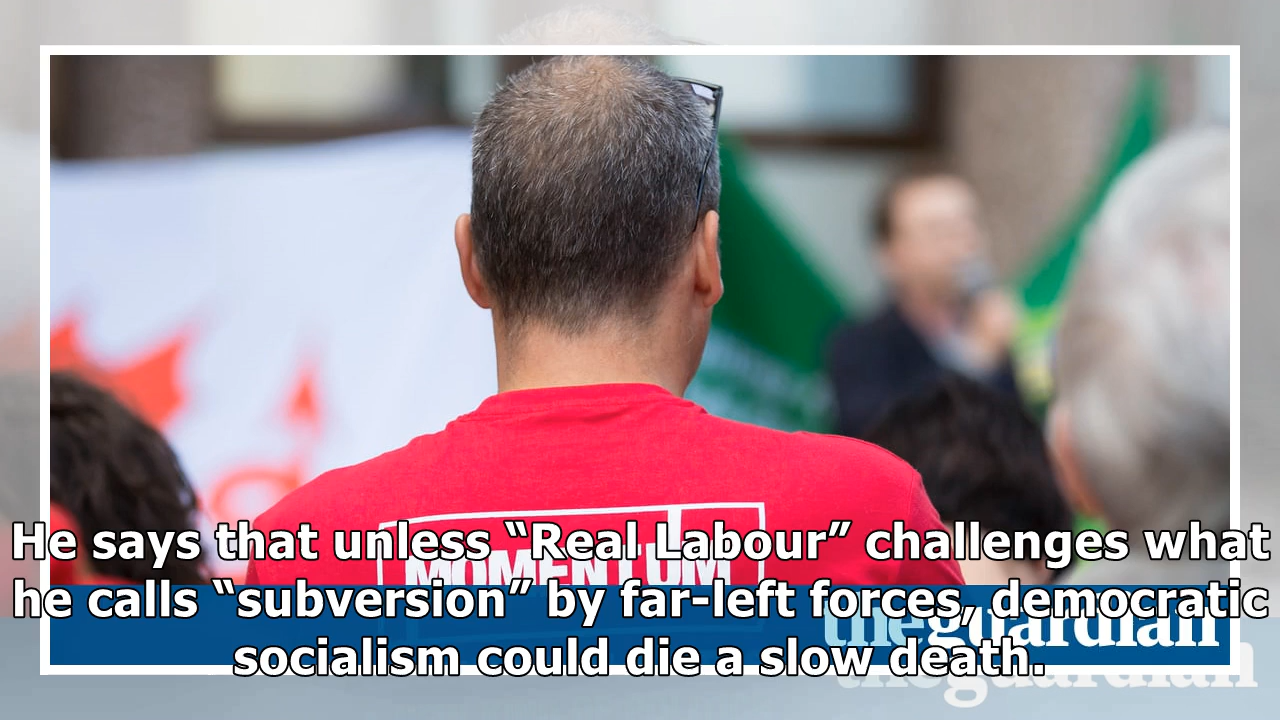 MOMENTUM
He says that unless “Real Labour” challenges what
he calls “subversion” by far-left forces, democratic
socialism could die a slow death.
theguardian
theguardian